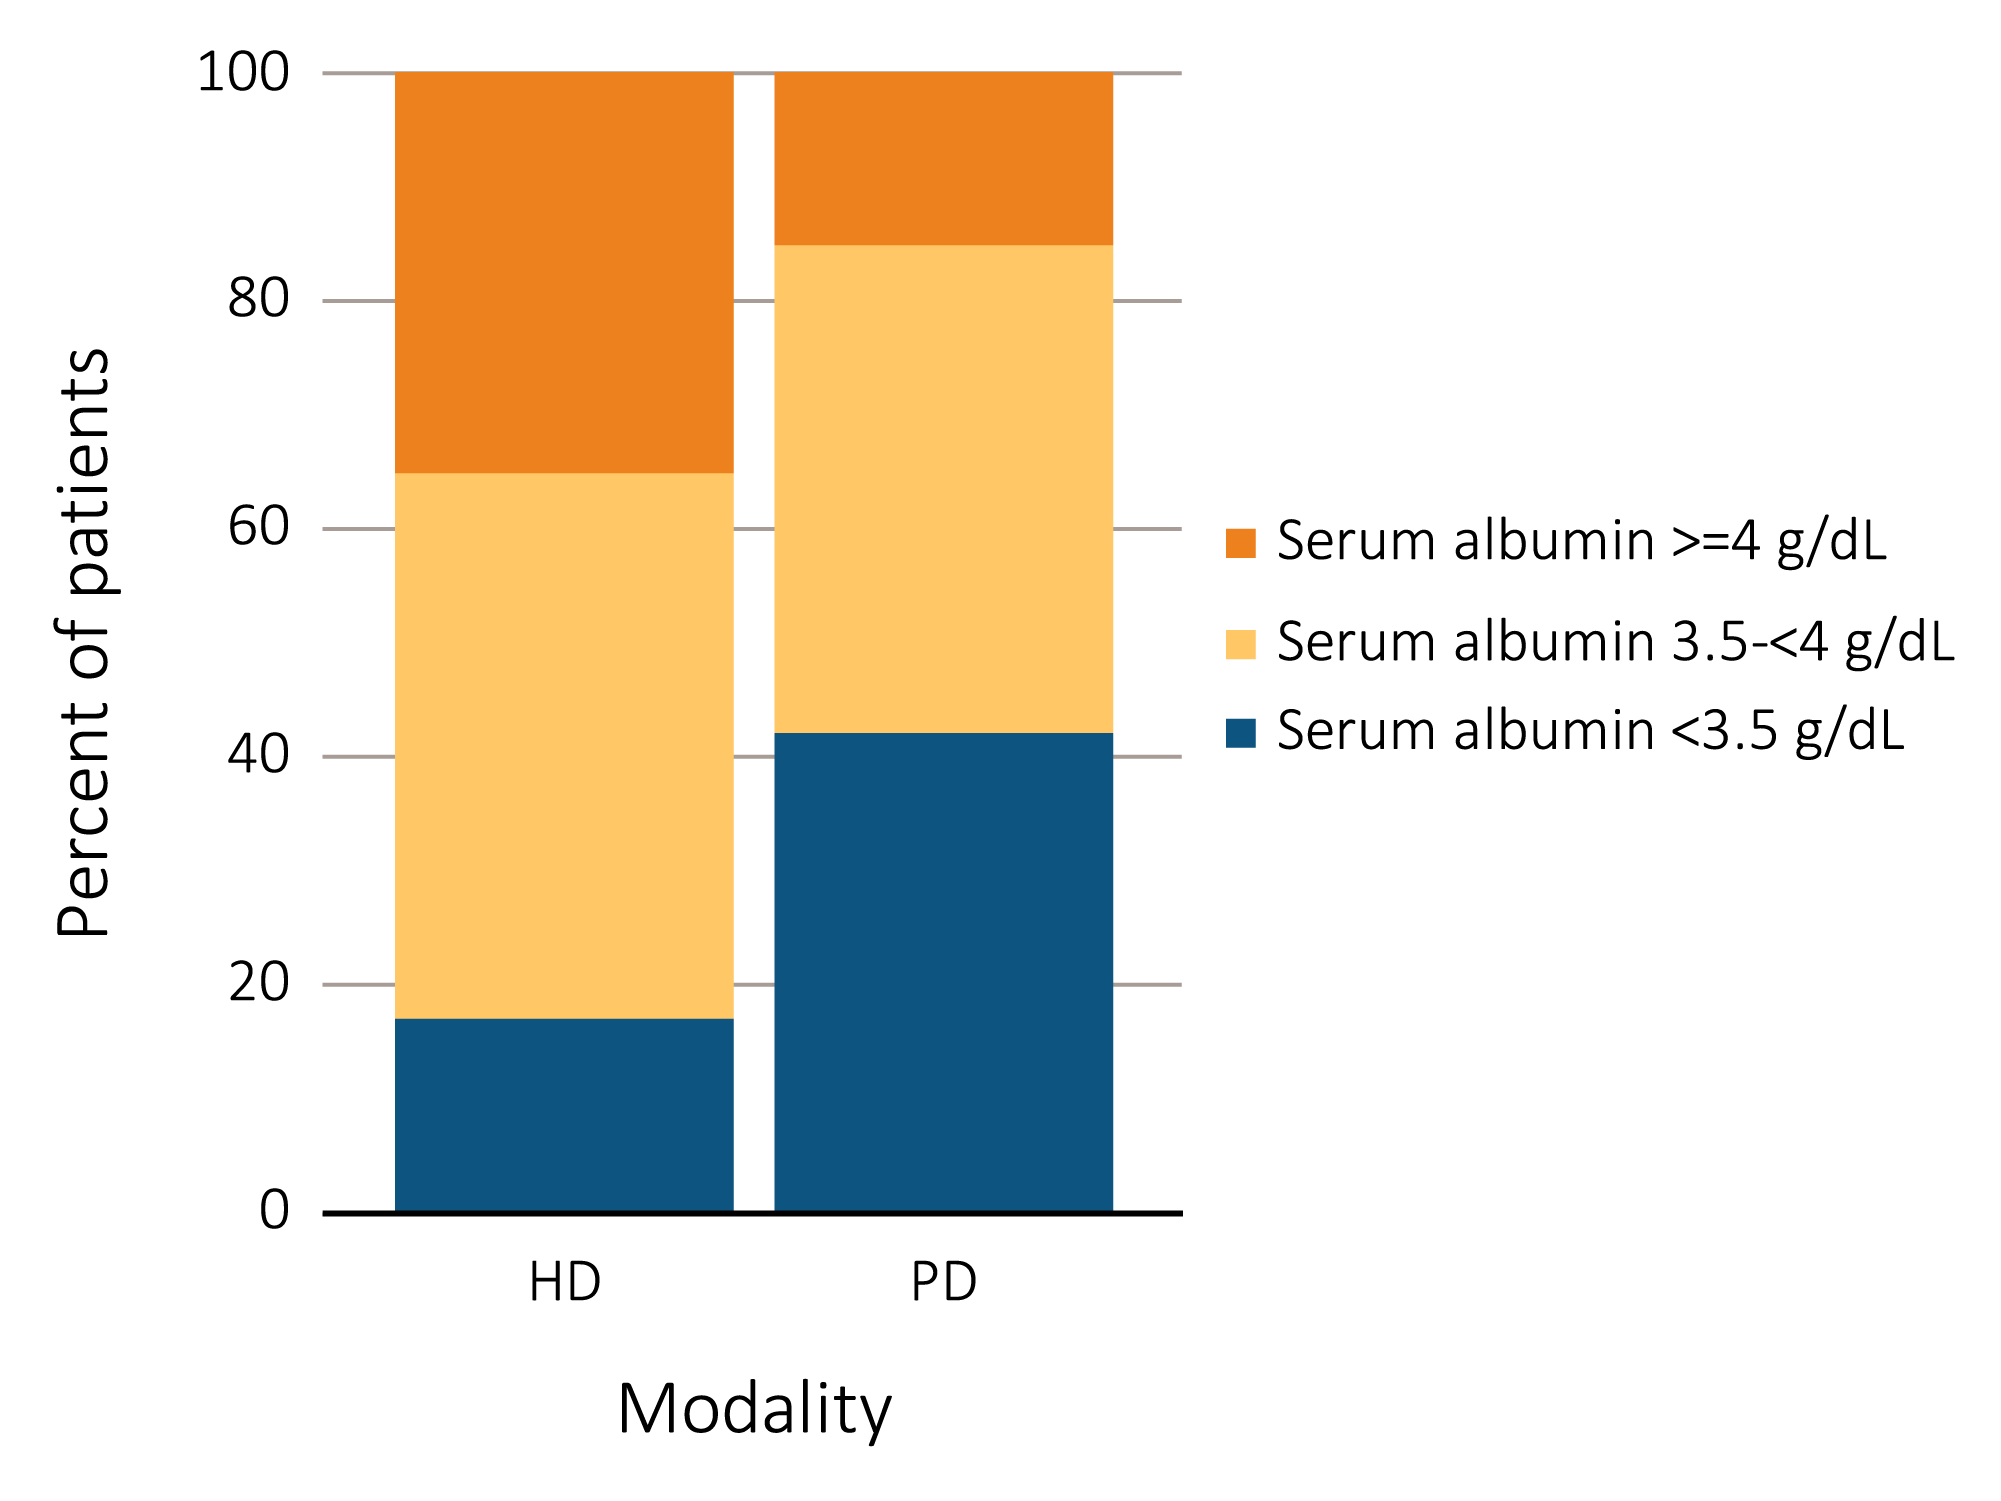 Percent of patients
100
80
60
40
20
0
HD
PD
Modality
Serum albumin >=4 g/dL
Serum albumin 3.5-<4 g/dL
Serum albumin <3.5 g/dL